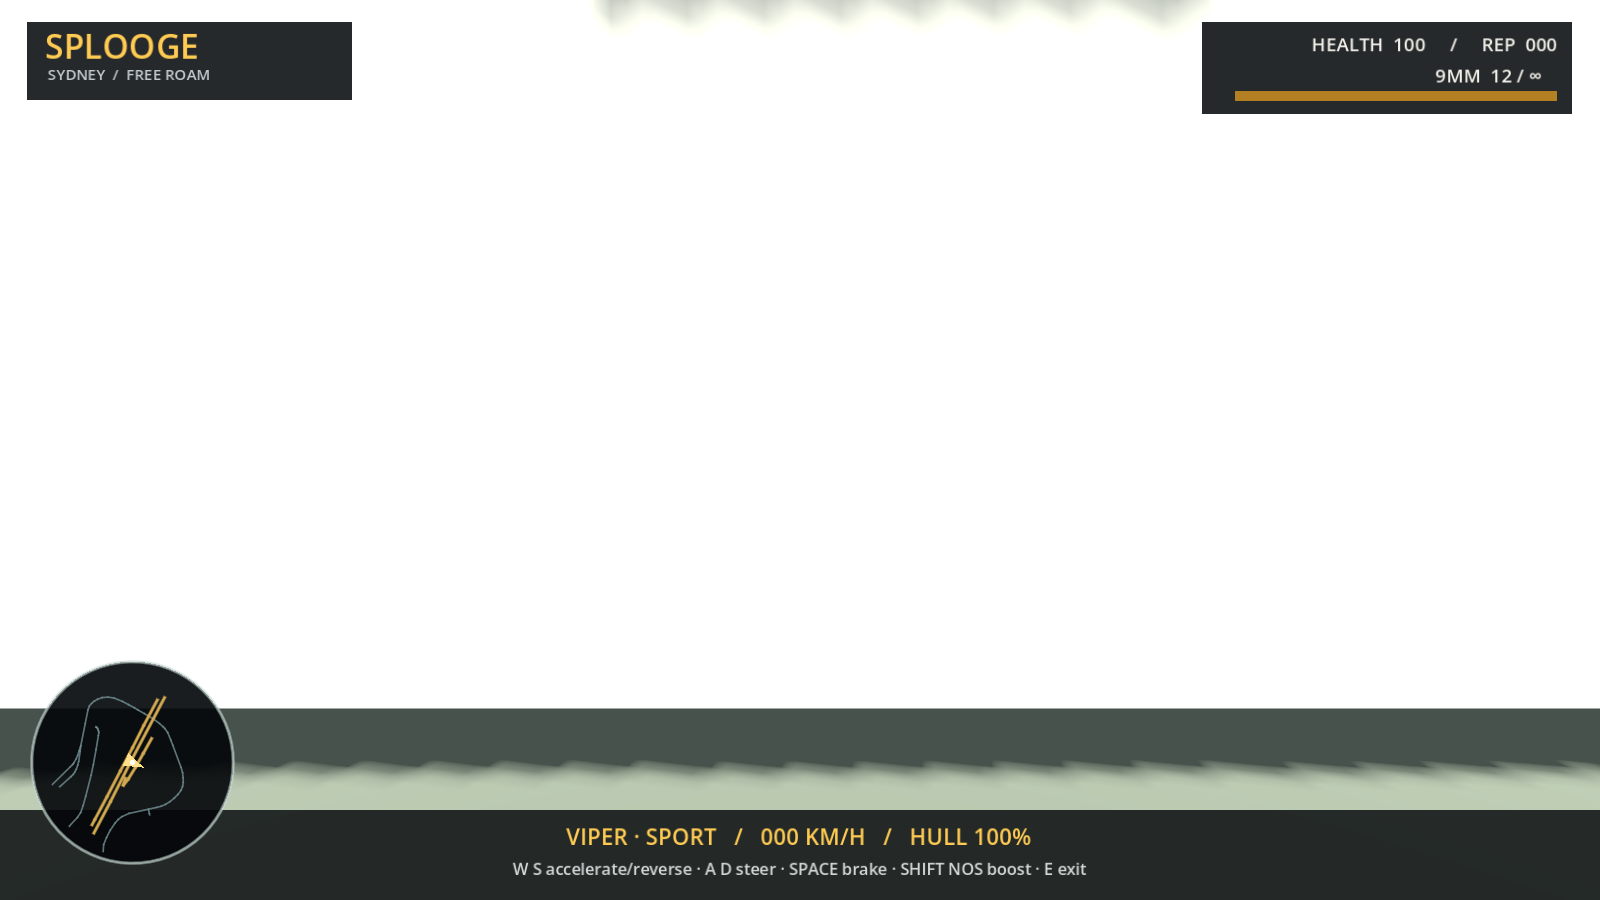 SPLOOGE
SYDNEY / FREE ROAM
HEALTH 100 / REP 000
9MM 12 / ∞
VIPER · SPORT / 000 KM/H / HULL 100%
W S accelerate/reverse · A D steer · SPACE brake · SHIFT NOS boost · E exit